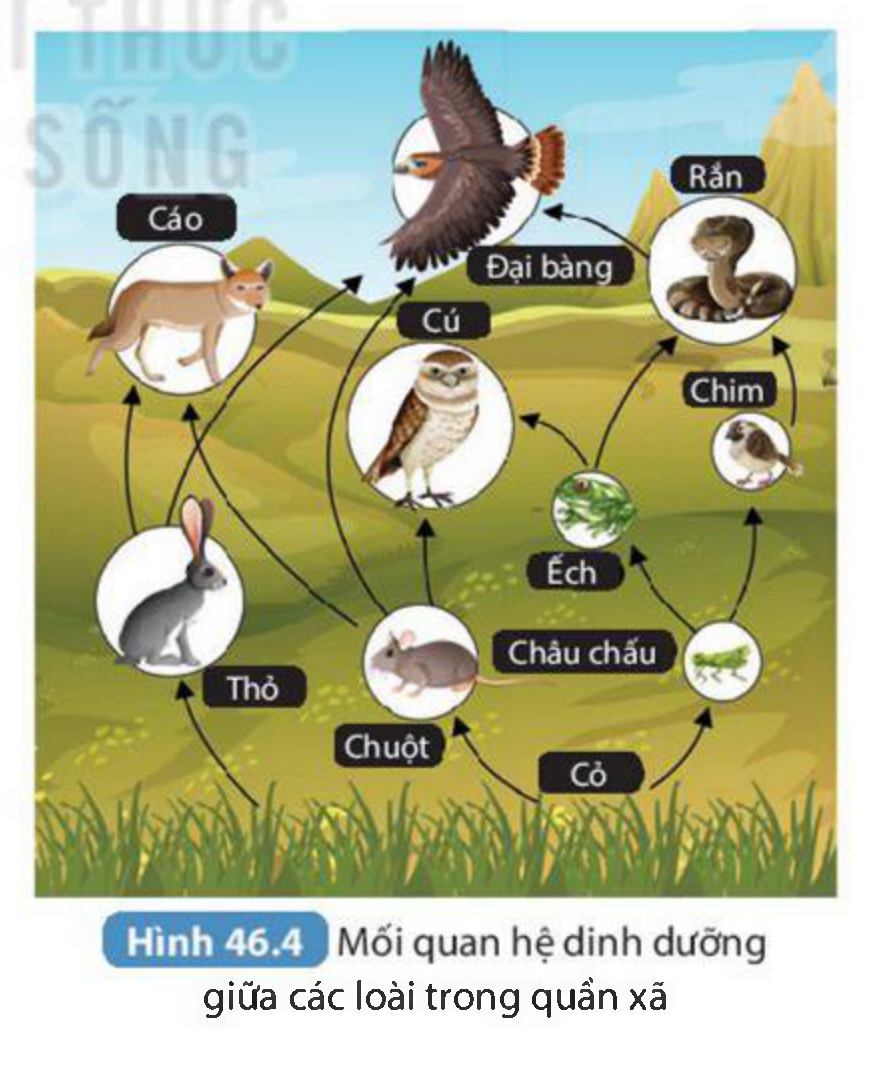 I THỨC
SỐNG
Rắn
Cáo
Đại bàng
Cú
Chim
Ếch
Châu chấu
Thỏ
Chuột
Cỏ
Hình 46.4 Mối quan hệ dinh dưỡng
giữa các loài trong quần xã